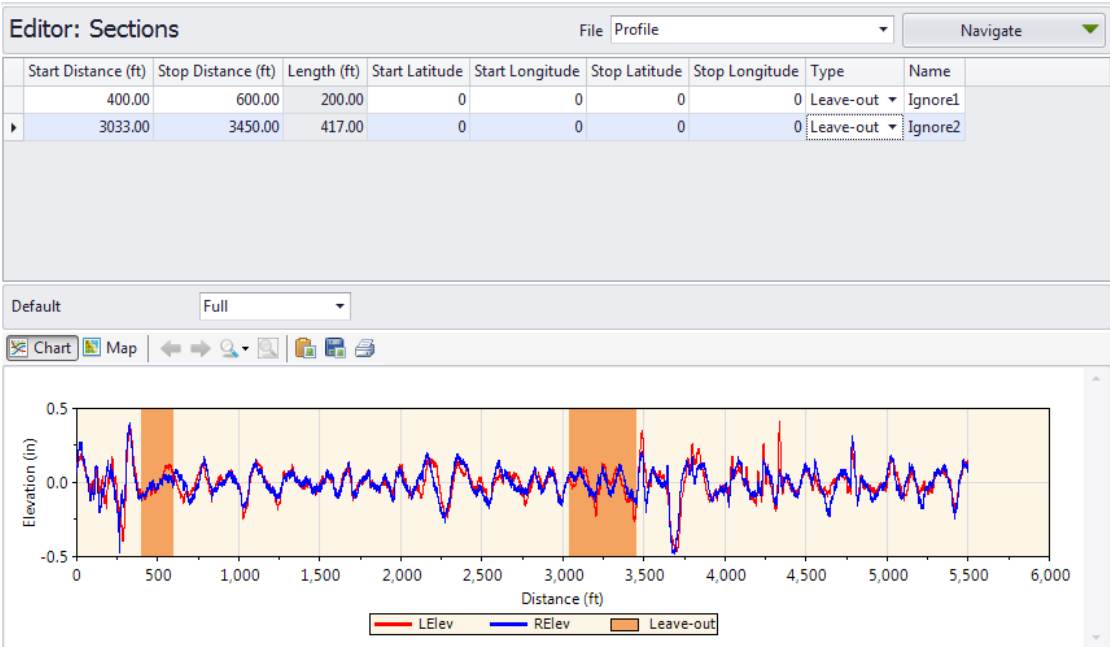 Editor: Sections File Profile Navigate
Start Distance (ft) Stop Distance (ft) Length (ft) Start Latitude Start Longitude Stop Latitude Stop Longitude Type Name
400.00 600.00 200.00 0 0 0 0 Leave-out Ignore1
3033.00 3450.00 417.00 0 0 0 0 Leave-out Ignore2
Default Full
Chart Map
0.5
0.0
-0.5
Elevation (in)
0 500 1,000 1,500 2,000 2,500 3,000 3,500 4,000 4,500 5,000 5,500 6,000
Distance (ft)
LElev RElev Leave-out